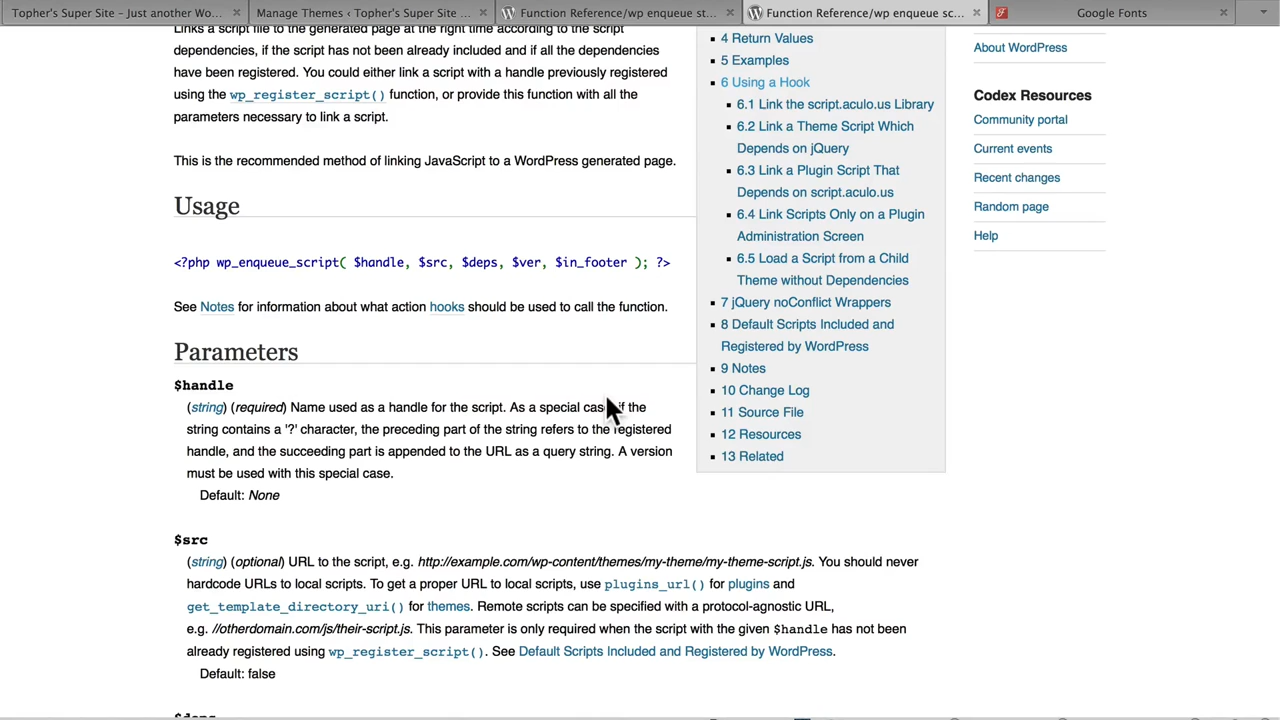 Topher's Super Site – Just another Wo...
Manage Themes ‹ Topher's Super Site ...
Function Reference/wp enqueue st...
Function Reference/wp enqueue sc...
Google Fonts
Links a script file to the generated page at the right time according to the script
dependencies, if the script has not been already included and if all the dependencies
have been registered. You could either link a script with a handle previously registered
using the wp_register_script() function, or provide this function with all the
parameters necessary to link a script.
This is the recommended method of linking JavaScript to a WordPress generated page.
Usage
<?php wp_enqueue_script( $handle, $src, $deps, $ver, $in_footer ); ?>
See Notes for information about what action hooks should be used to call the function.
Parameters
$handle
(string) (required) Name used as a handle for the script. As a special case, if the
string contains a '?' character, the preceding part of the string refers to the registered
handle, and the succeeding part is appended to the URL as a query string. A version
must be used with this special case.
Default: None
$src
(string) (optional) URL to the script, e.g. http://example.com/wp-content/themes/my-theme/my-theme-script.js. You should never
hardcode URLs to local scripts. To get a proper URL to local scripts, use plugins_url() for plugins and
get_template_directory_uri() for themes. Remote scripts can be specified with a protocol-agnostic URL,
e.g. //otherdomain.com/js/their-script.js. This parameter is only required when the script with the given $handle has not been
already registered using wp_register_script(). See Default Scripts Included and Registered by WordPress.
Default: false
$deps
4 Return Values
5 Examples
6 Using a Hook
6.1 Link the script.aculo.us Library
6.2 Link a Theme Script Which
Depends on jQuery
6.3 Link a Plugin Script That
Depends on script.aculo.us
6.4 Link Scripts Only on a Plugin
Administration Screen
6.5 Load a Script from a Child
Theme without Dependencies
7 jQuery noConflict Wrappers
8 Default Scripts Included and
Registered by WordPress
9 Notes
10 Change Log
11 Source File
12 Resources
13 Related
About WordPress
Codex Resources
Community portal
Current events
Recent changes
Random page
Help